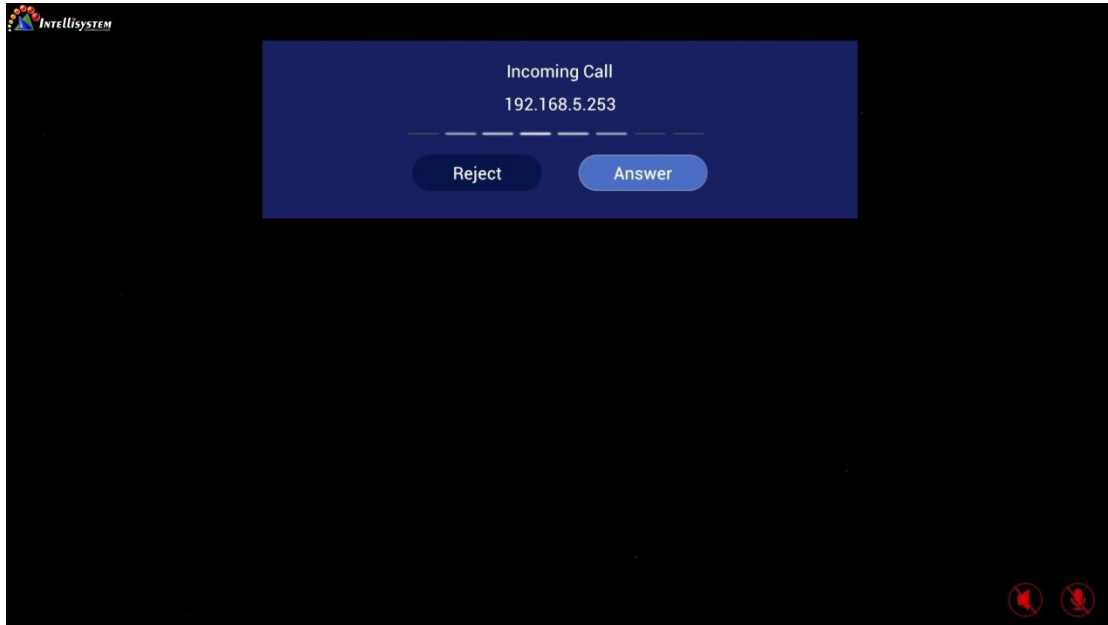 INTELLISYSTEM
Incoming Call
192.168.5.253
Reject
Answer